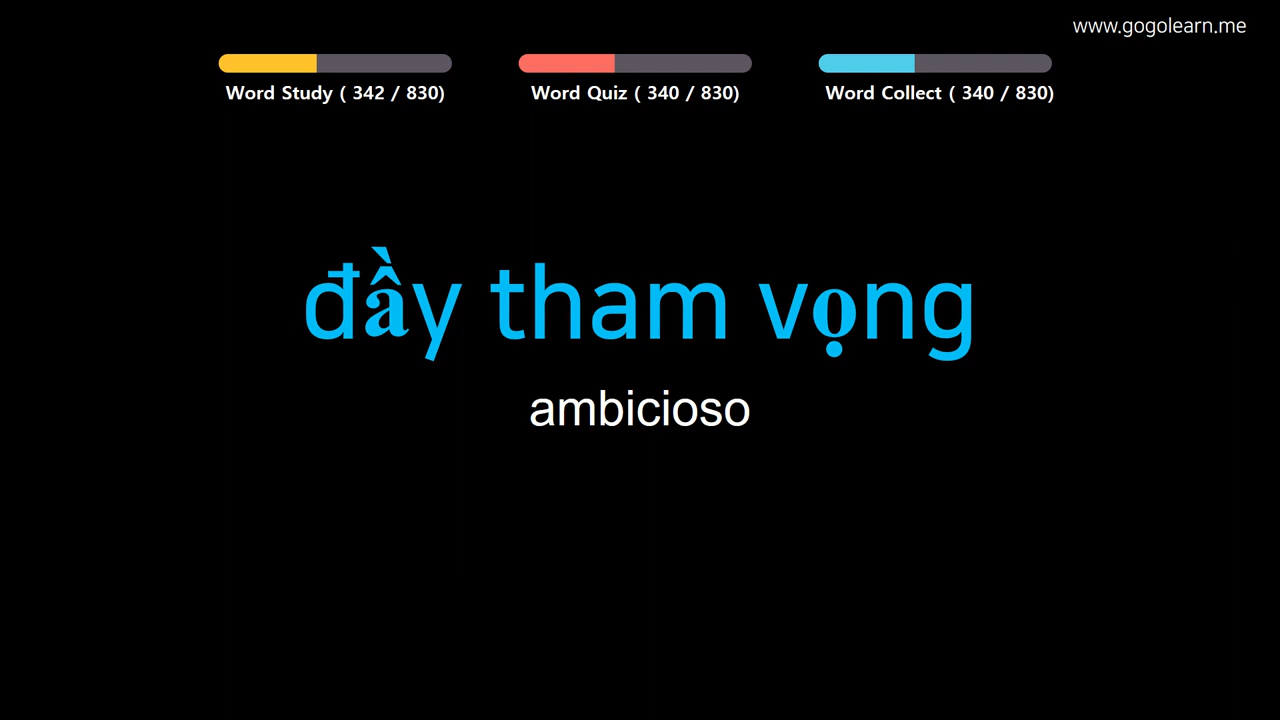 www.gogolearn.me
Word Study ( 342 / 830)
Word Quiz ( 340 / 830)
Word Collect ( 340 / 830)
đầy tham vọng
ambicioso